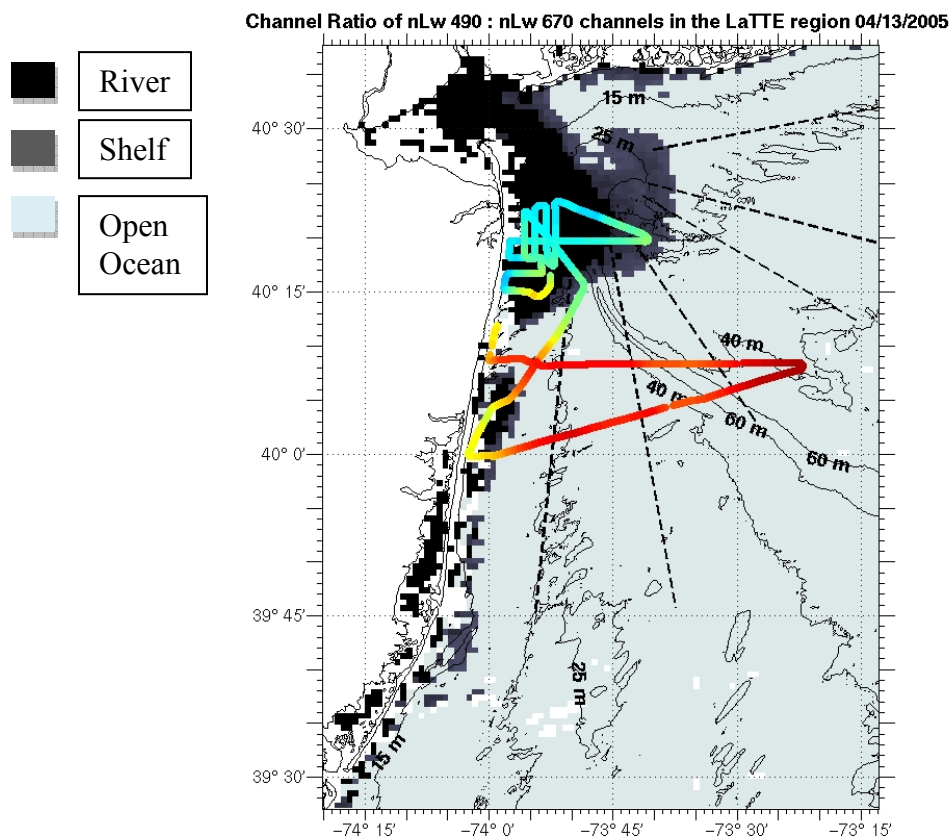 Channel Ratio of nLw 490 : nLw 670 channels in the LaTTE region 04/13/2005
River
Shelf
Open
Ocean
15 m
25 m
40 m
40 m
60 m
60 m
25 m
15 m
40° 30'
40° 15'
40° 0'
39° 45'
39° 30'
−74° 15'
−74° 0'
−73° 45'
−73° 30'
−73° 15'